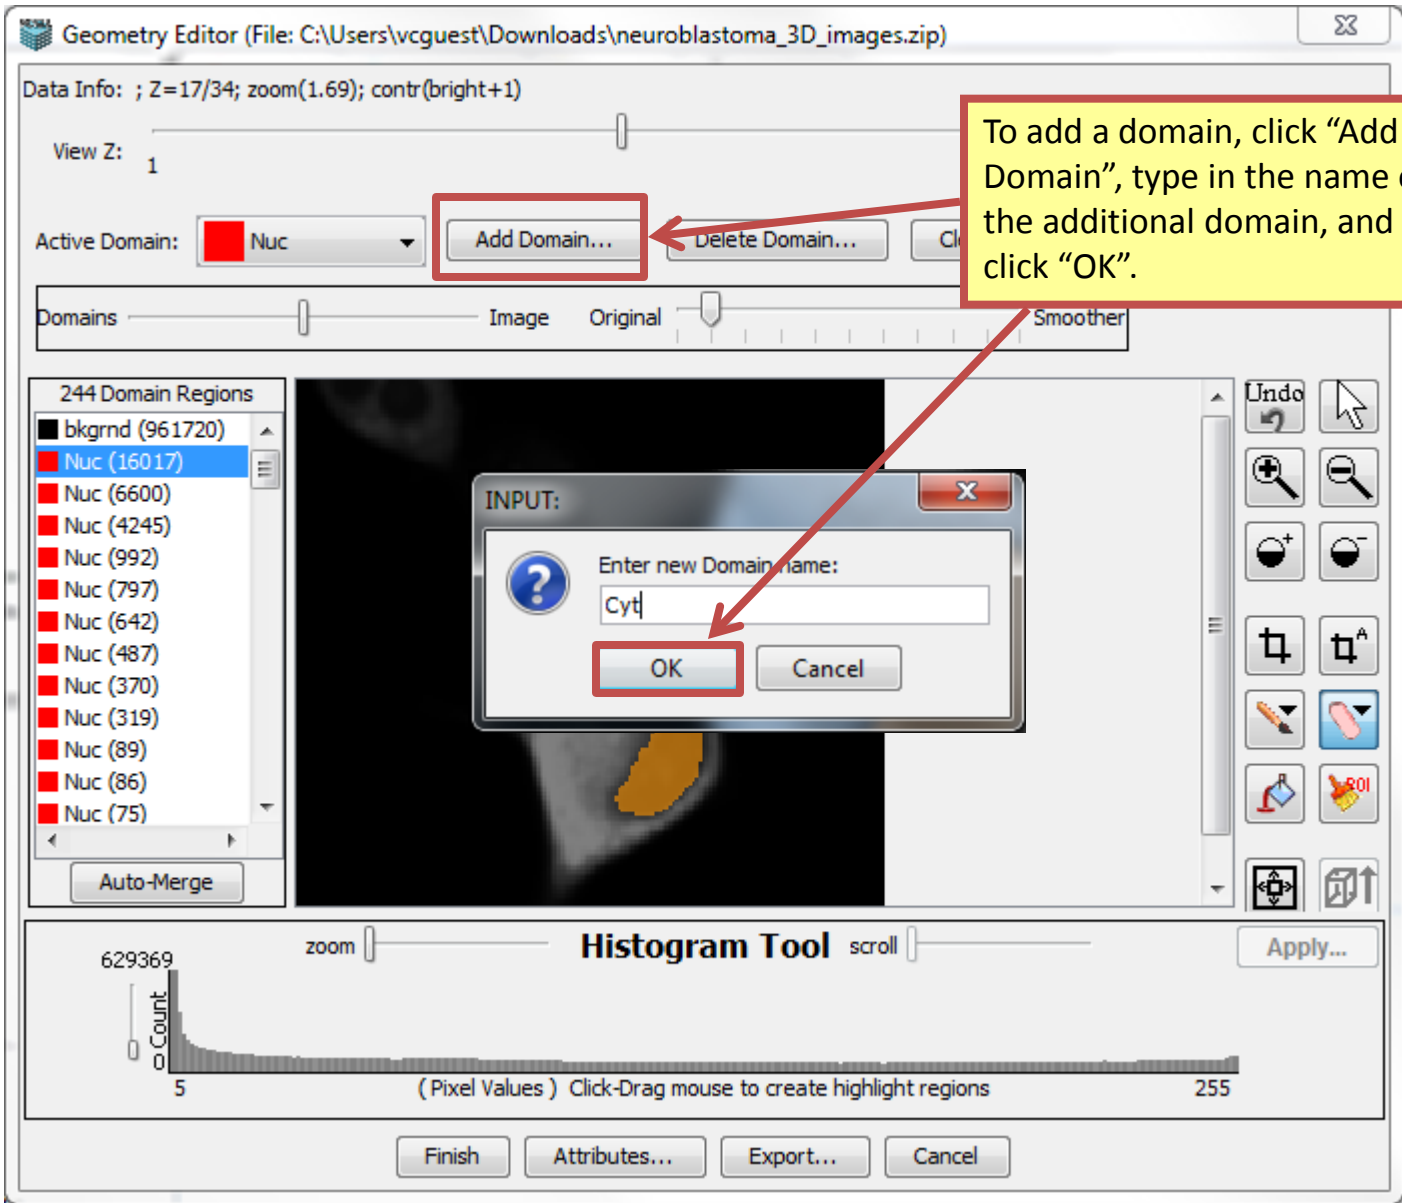 Geometry Editor (File: C:\Users\vcguest\Downloads\neuroblastoma_3D_images.zip)
Data Info: ; Z=17/34; zoom(1.69); contr(bright+1)
View Z:
1
To add a domain, click “Add
Domain”, type in the name
the additional domain, and
click “OK”.
Active Domain:
Nuc
Add Domain...
Delete Domain...
Domains
Image
Original
Smoother
244 Domain Regions
bkgrnd (961720)
Nuc (16017)
Nuc (6600)
Nuc (4245)
Nuc (992)
Nuc (797)
Nuc (642)
Nuc (487)
Nuc (370)
Nuc (319)
Nuc (89)
Nuc (86)
Nuc (75)
Auto-Merge
INPUT:
Enter new Domain name:
Cyt
OK
Cancel
Undo
A
ROI
zoom
Histogram Tool
scroll
Apply...
629369
Count
0
5
( Pixel Values ) Click-Drag mouse to create highlight regions
255
Finish
Attributes...
Export...
Cancel